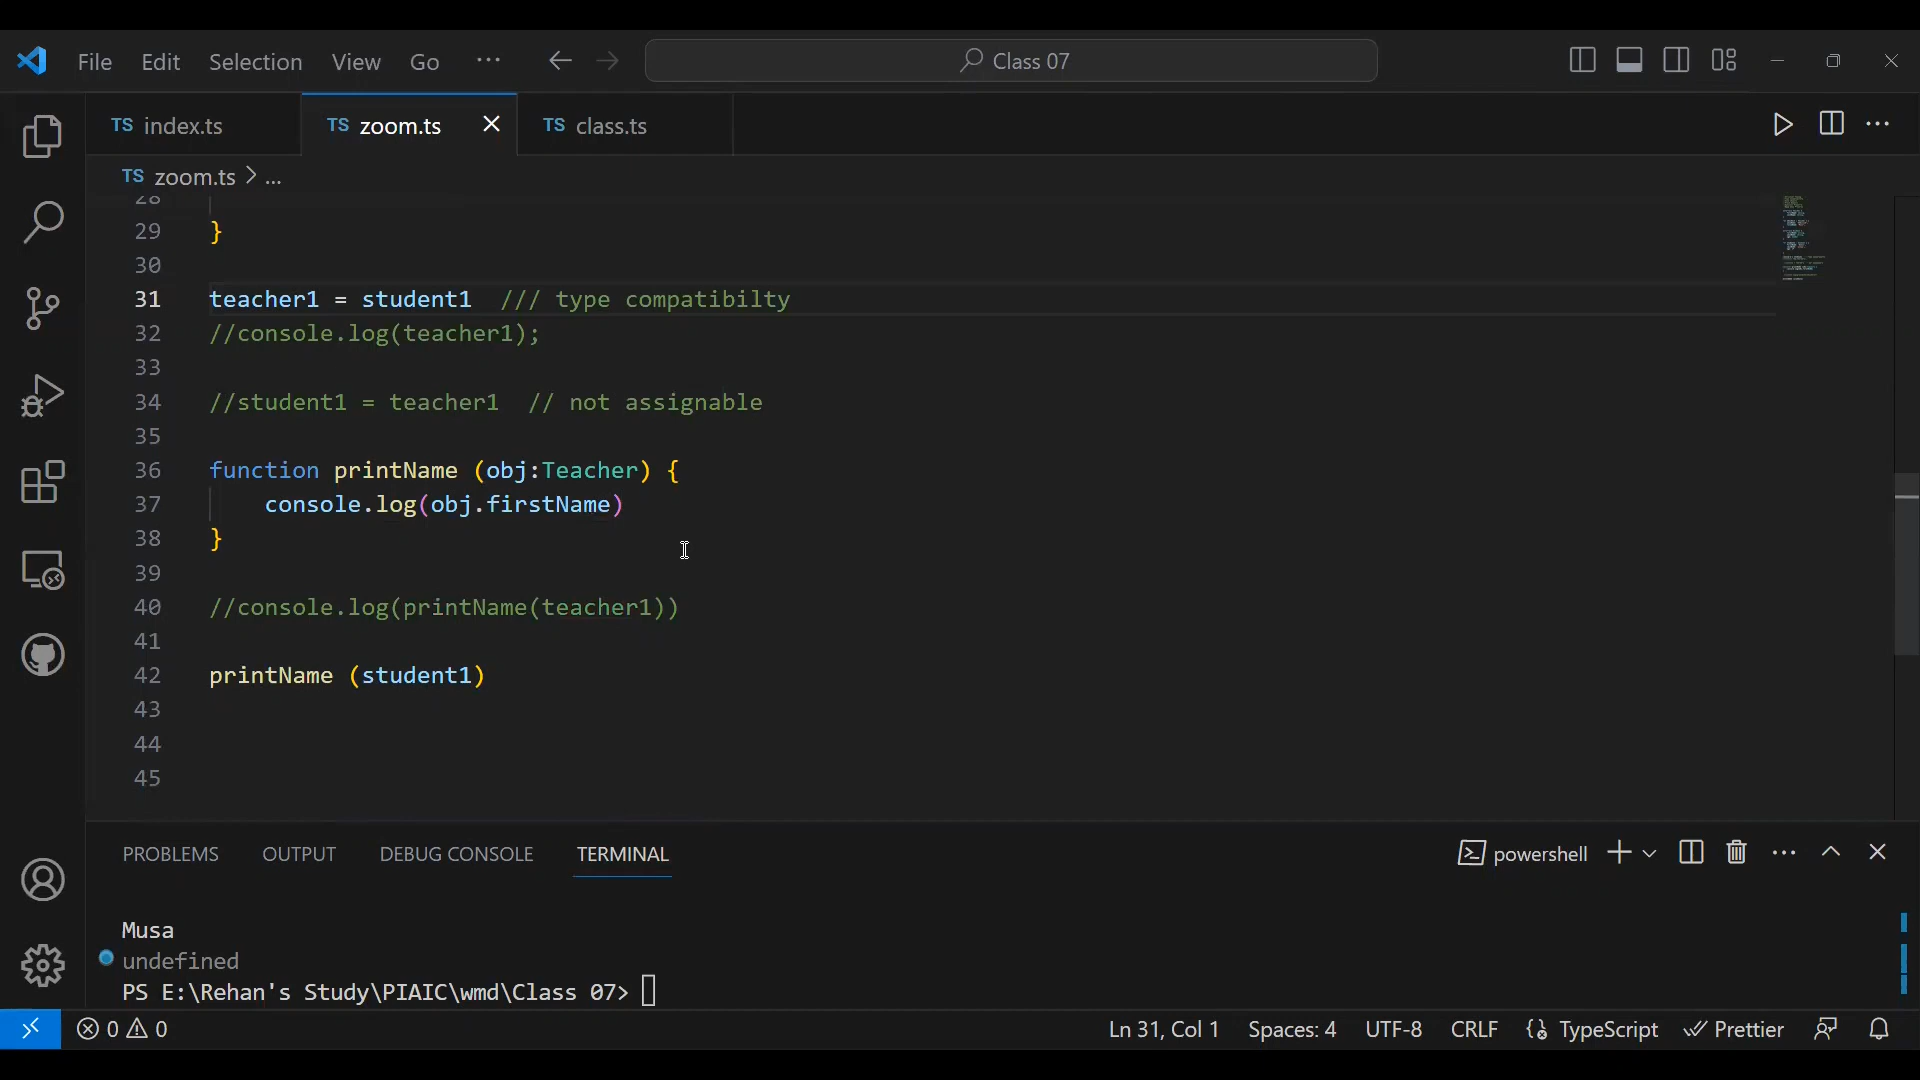 File Edit Selection View Go ··· Class 07
TS index.ts TS zoom.ts TS class.ts
TS zoom.ts > ...
28
29 }
30
31 teacher1 = student1 /// type compatibilty
32 //console.log(teacher1);
33
34 //student1 = teacher1 // not assignable
35
36 function printName (obj:Teacher) {
37 console.log(obj.firstName)
38 }
39
40 //console.log(printName(teacher1))
41
42 printName (student1)
43
44
45
PROBLEMS OUTPUT DEBUG CONSOLE TERMINAL powershell
Musa
undefined
PS E:\Rehan's Study\PIAIC\wmd\Class 07>
0 0 Ln 31, Col 1 Spaces: 4 UTF-8 CRLF {} TypeScript Prettier